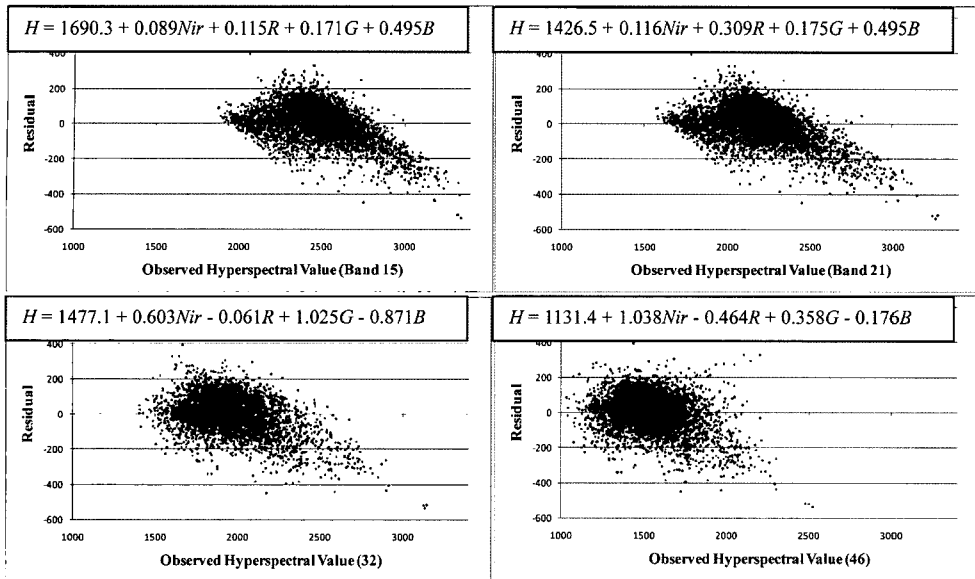 H = 1690.3 + 0.089Nir + 0.115R + 0.171G + 0.495B
400
200
0
-200
-400
-600
Residual
1000 1500 2000 2500 3000
Observed Hyperspectral Value (Band 15)
H = 1426.5 + 0.116Nir + 0.309R + 0.175G + 0.495B
400
200
0
-200
-400
-600
Residual
1000 1500 2000 2500 3000
Observed Hyperspectral Value (Band 21)
H = 1477.1 + 0.603Nir - 0.061R + 1.025G - 0.871B
400
200
0
-200
-400
-600
Residual
1000 1500 2000 2500 3000
Observed Hyperspectral Value (32)
H = 1131.4 + 1.038Nir - 0.464R + 0.358G - 0.176B
400
200
0
-200
-400
-600
Residual
1000 1500 2000 2500 3000
Observed Hyperspectral Value (46)